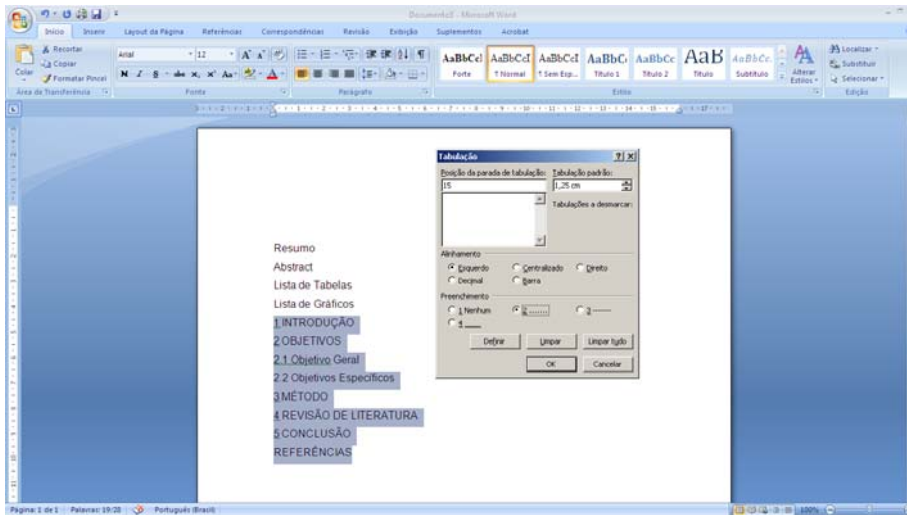 Documento3 - Microsoft Word
Início Inserir Layout da Página Referências Correspondências Revisão Exibição Suplementos Acrobat
Colar
Recortar
Copiar
Formatar Pincel
Área de Transferência
Arial 12
N I S abc x, x² Aa
Fonte
Parágrafo
AaBbCcI AaBbCcI AaBbCcI AaBbC AaBbCc AaB AaBbCc.
Forte ¶ Normal ¶ Sem Esp... Título 1 Título 2 Título Subtítulo
Alterar Estilos
Estilo
Localizar
Substituir
Selecionar
Edição
Tabulação
Posição da parada de tabulação: Tabulação padrão:
15 1,25 cm
Tabulações a desmarcar:
Alinhamento
Esquerdo Centralizado Direito
Decimal Barra
Preenchimento
1 Nenhum 2 ....... 3 -----
4 ____
Definir Limpar Limpar tudo
OK Cancelar
Resumo
Abstract
Lista de Tabelas
Lista de Gráficos
1 INTRODUÇÃO
2 OBJETIVOS
2.1 Objetivo Geral
2.2 Objetivos Específicos
3 MÉTODO
4 REVISÃO DE LITERATURA
5 CONCLUSÃO
REFERÊNCIAS
Página: 1 de 1 Palavras: 19/28 Português (Brasil) 100%